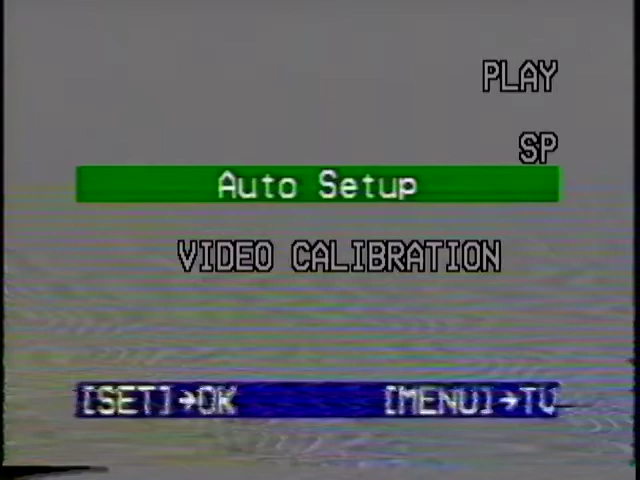 PLAY
SP
Auto Setup
VIDEO CALIBRATION
[SET]→OK [MENU]→TV